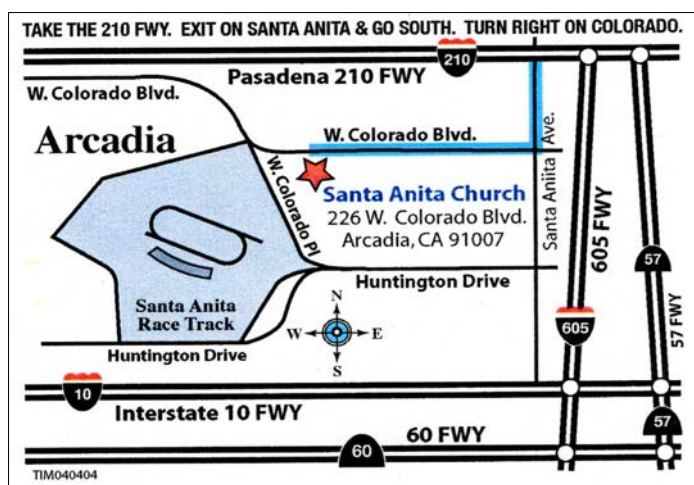 TAKE THE 210 FWY. EXIT ON SANTA ANITA & GO SOUTH. TURN RIGHT ON COLORADO.
210
Pasadena 210 FWY
W. Colorado Blvd.
Arcadia
W. Colorado Blvd.
Santa Aniita Ave.
W. Colorado Pl
Santa Anita Church
226 W. Colorado Blvd.
Arcadia, CA 91007
605 FWY
57
57 FWY
Huntington Drive
Santa Anita
Race Track
N
W
E
S
605
Huntington Drive
10
Interstate 10 FWY
57
60
60 FWY
TIM040404